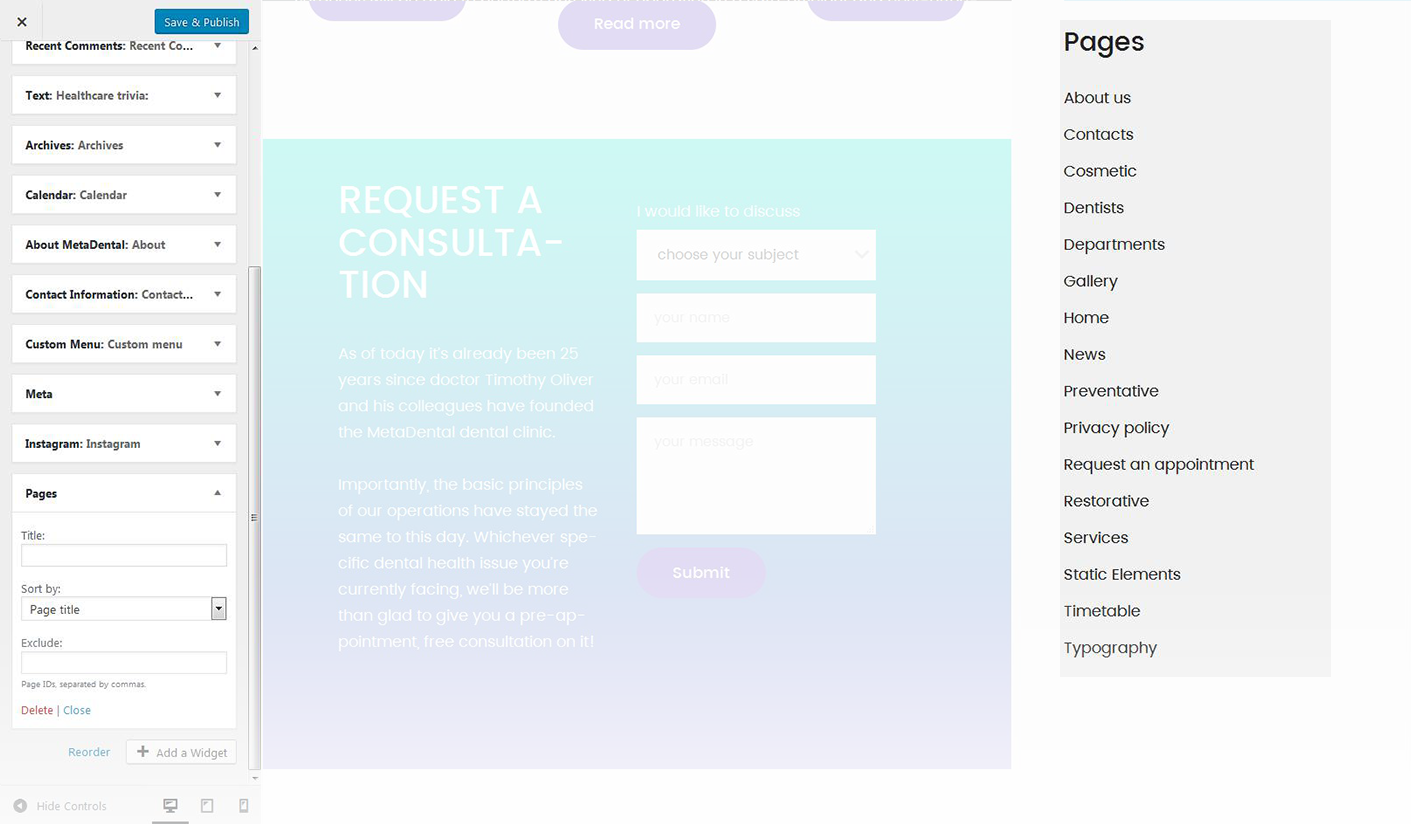 Save & Publish
Recent Comments: Recent Co...
Text: Healthcare trivia:
Archives: Archives
Calendar: Calendar
About MetaDental: About
Contact Information: Contact...
Custom Menu: Custom menu
Meta
Instagram: Instagram
Pages
Title:
Sort by:
Page title
Exclude:
Page IDs, separated by commas.
Delete | Close
Reorder
Add a Widget
Hide Controls
Read more
REQUEST A
CONSULTA-
TION
As of today it's already been 25
years since doctor Timothy Oliver
and his colleagues have founded
the MetaDental dental clinic.
Importantly, the basic principles
of our operations have stayed the
same to this day. Whichever spe-
cific dental health issue you're
currently facing, we'll be more
than glad to give you a pre-ap-
pointment, free consultation on it!
I would like to discuss
choose your subject
your name
your email
your message
Submit
Pages
About us
Contacts
Cosmetic
Dentists
Departments
Gallery
Home
News
Preventative
Privacy policy
Request an appointment
Restorative
Services
Static Elements
Timetable
Typography